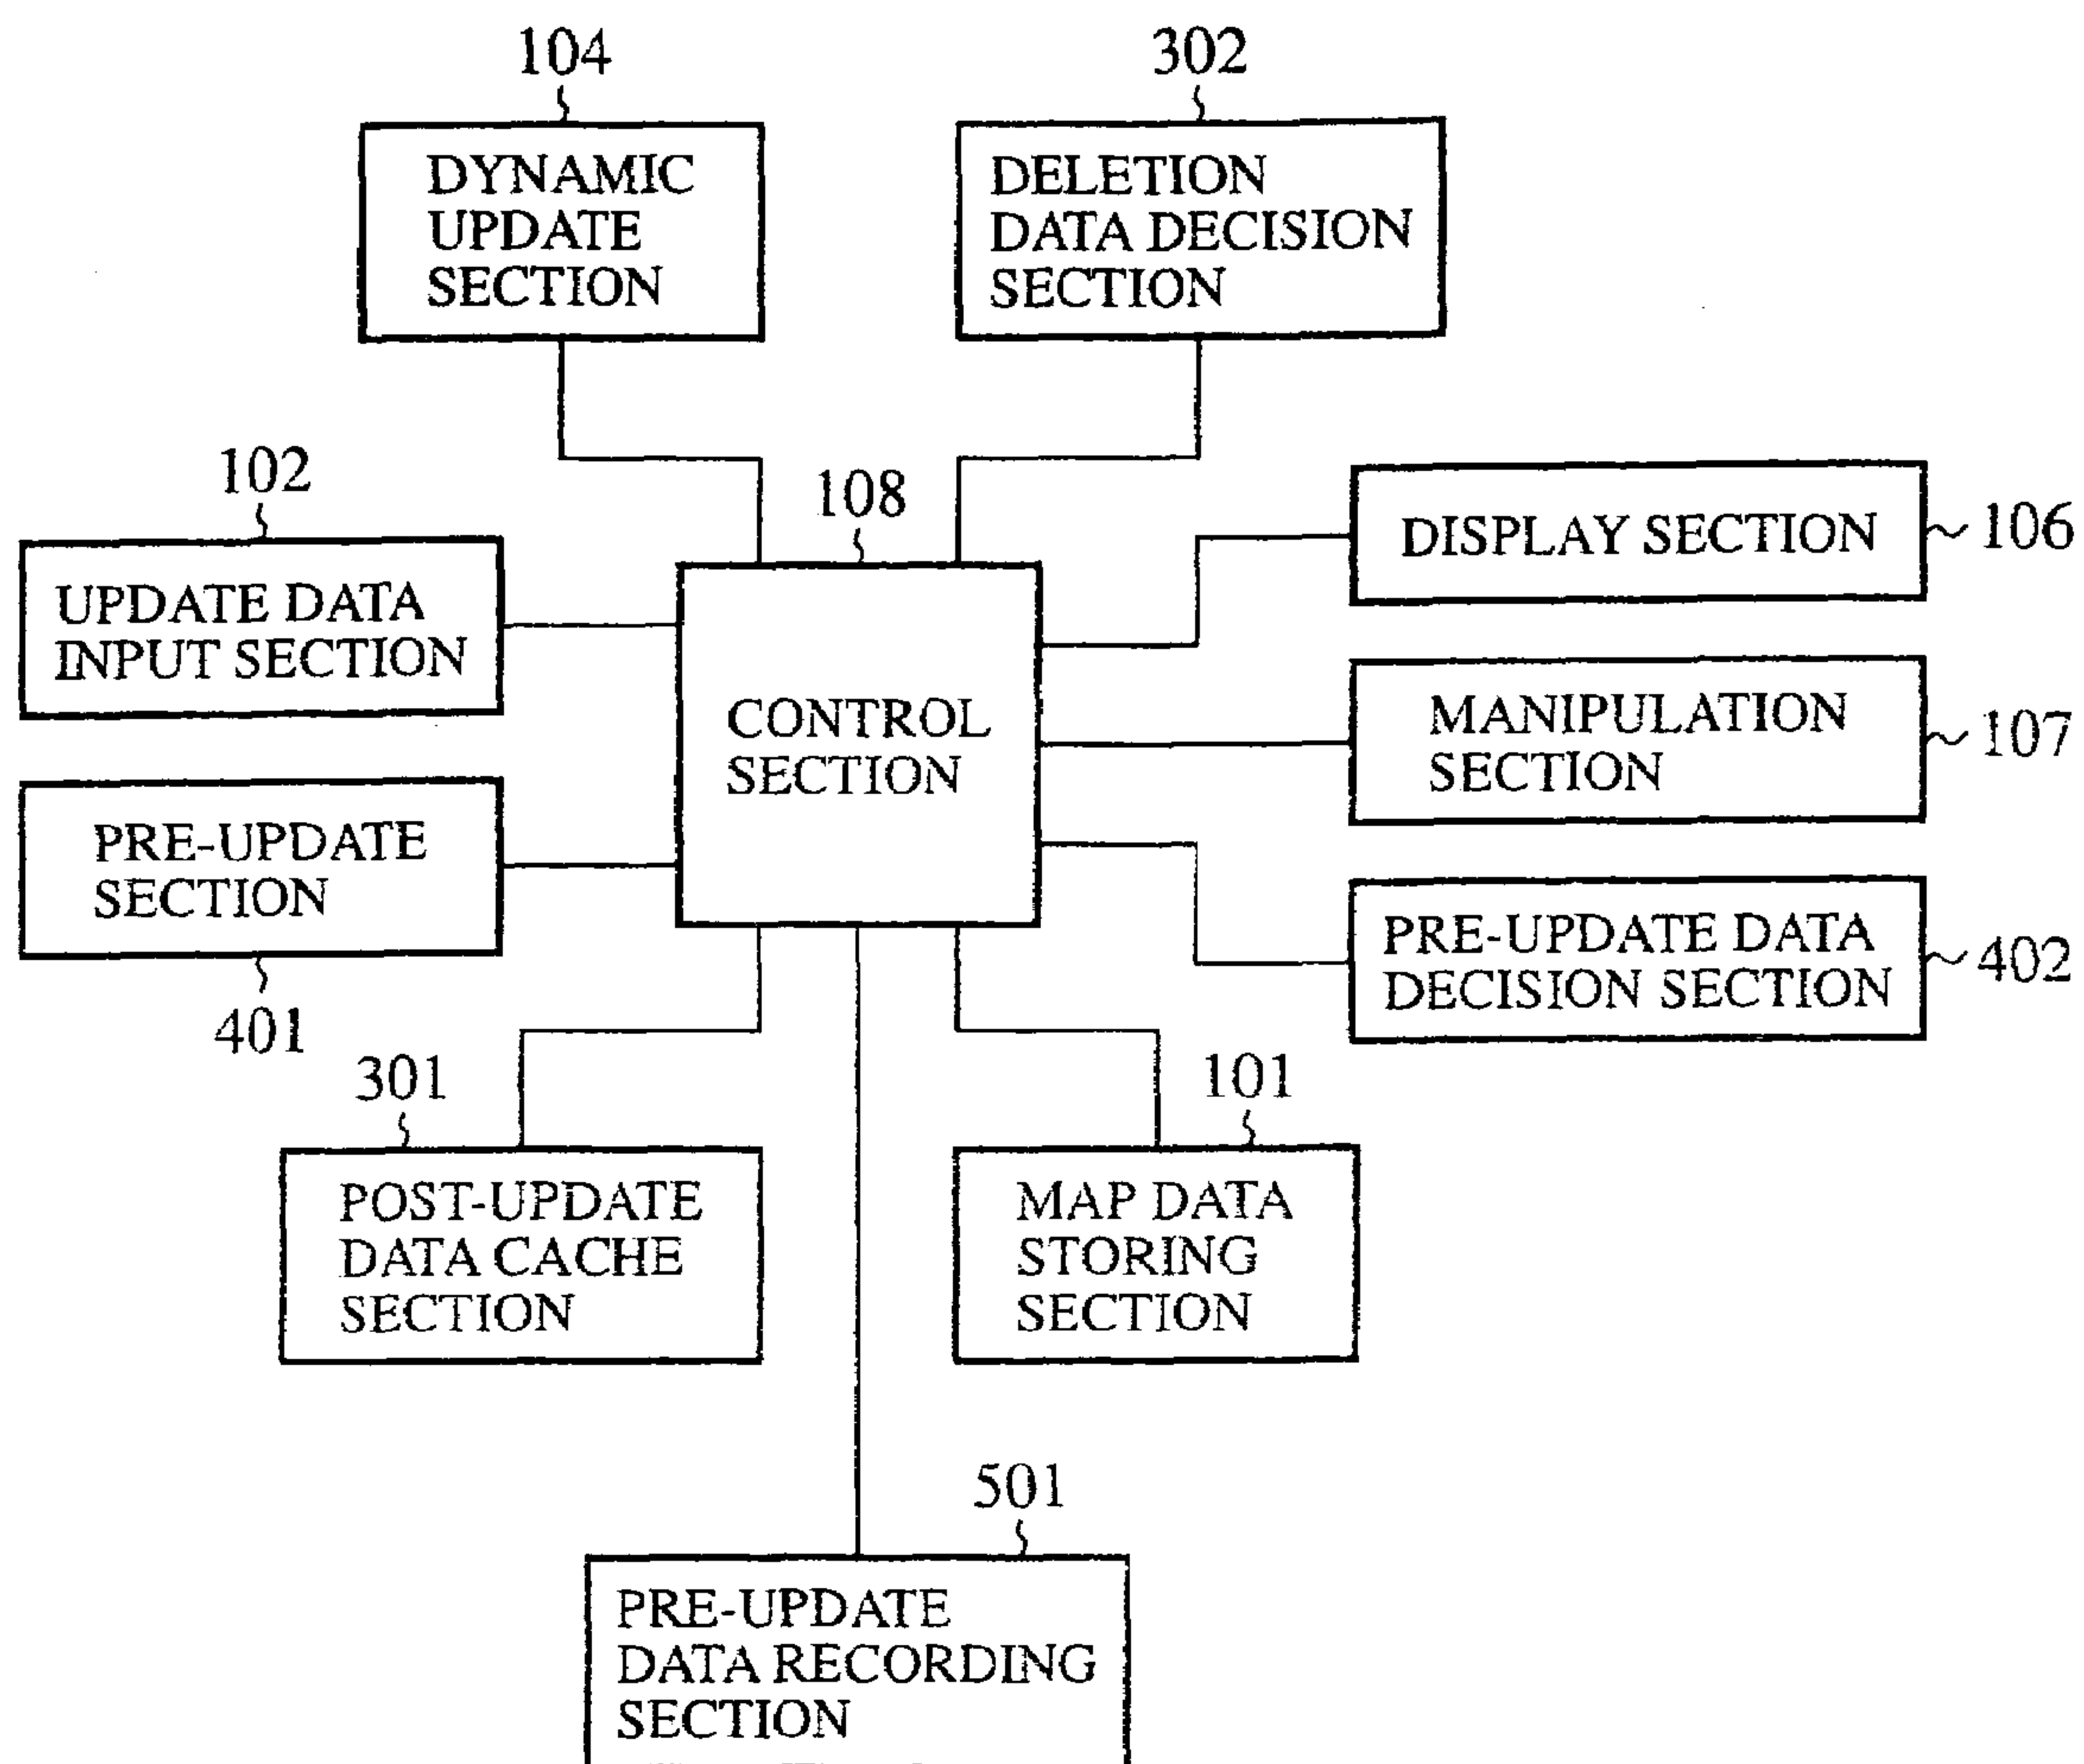 104
302
DYNAMIC
UPDATE
SECTION
DELETION
DATA DECISION
SECTION
102
108
DISPLAY SECTION
106
UPDATE DATA
INPUT SECTION
CONTROL
SECTION
MANIPULATION
SECTION
107
PRE-UPDATE
SECTION
401
PRE-UPDATE DATA
DECISION SECTION
402
301
101
POST-UPDATE
DATA CACHE
SECTION
MAP DATA
STORING
SECTION
501
PRE-UPDATE
DATA RECORDING
SECTION